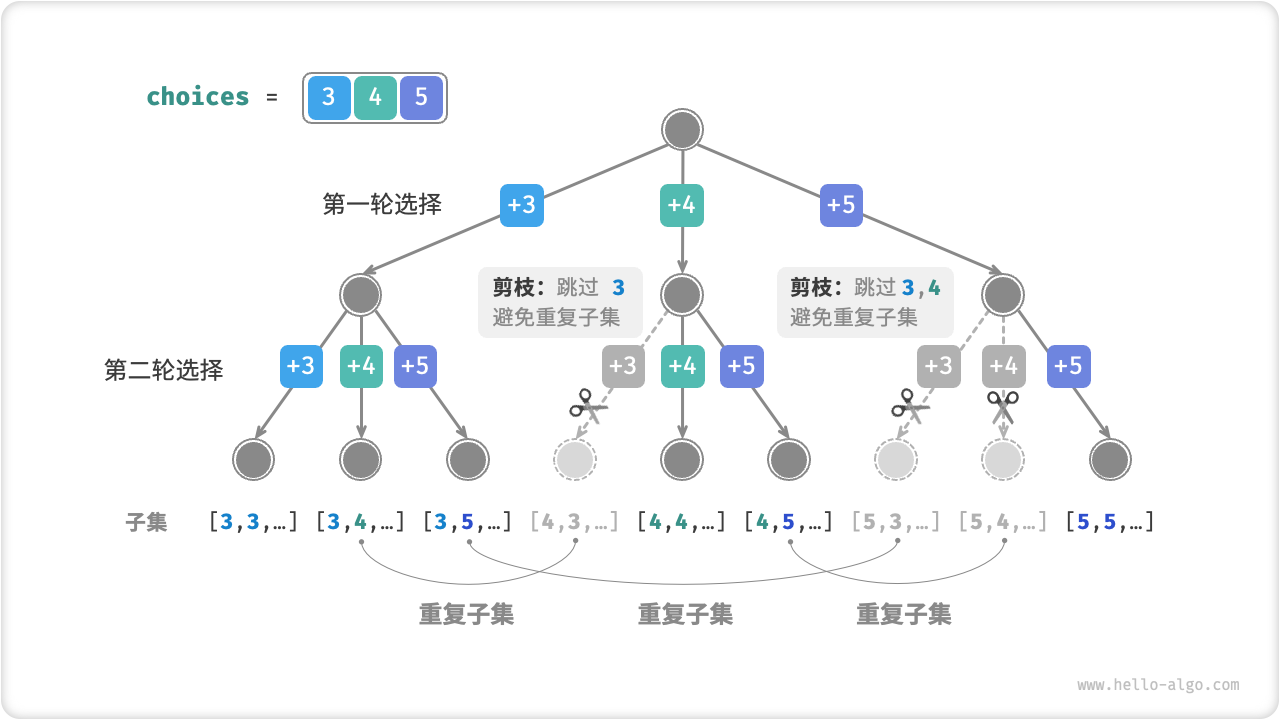 choices = 3 4 5
第一轮选择 +3 +4 +5
剪枝：跳过 3
避免重复子集
剪枝：跳过 3,4
避免重复子集
第二轮选择 +3 +4 +5 +3 +4 +5 +3 +4 +5
子集 [3,3,…] [3,4,…] [3,5,…] [4,3,…] [4,4,…] [4,5,…] [5,3,…] [5,4,…] [5,5,…]
重复子集 重复子集 重复子集
www.hello-algo.com